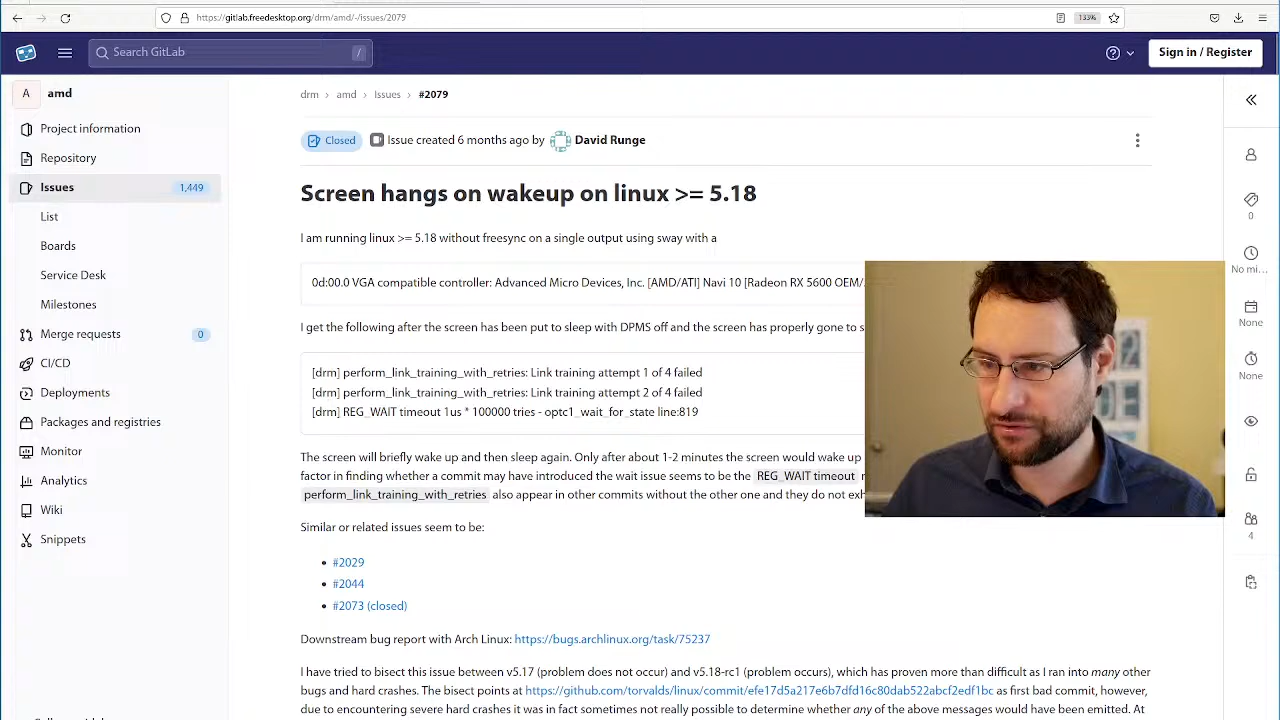 https://gitlab.freedesktop.org/drm/amd/-/issues/2079
133%
Search GitLab
/
Sign in / Register
A
amd
Project information
Repository
Issues
1,449
List
Boards
Service Desk
Milestones
Merge requests
0
CI/CD
Deployments
Packages and registries
Monitor
Analytics
Wiki
Snippets
drm › amd › Issues › #2079
Closed
Issue created 6 months ago by David Runge
Screen hangs on wakeup on linux >= 5.18
I am running linux >= 5.18 without freesync on a single output using sway with a
0d:00.0 VGA compatible controller: Advanced Micro Devices, Inc. [AMD/ATI] Navi 10 [Radeon RX 5600 OEM/
I get the following after the screen has been put to sleep with DPMS off and the screen has properly gone to s
[drm] perform_link_training_with_retries: Link training attempt 1 of 4 failed
[drm] perform_link_training_with_retries: Link training attempt 2 of 4 failed
[drm] REG_WAIT timeout 1us * 100000 tries - optc1_wait_for_state line:819
The screen will briefly wake up and then sleep again. Only after about 1-2 minutes the screen would wake up
factor in finding whether a commit may have introduced the wait issue seems to be the REG_WAIT timeout
perform_link_training_with_retries also appear in other commits without the other one and they do not exh
Similar or related issues seem to be:
• #2029
• #2044
• #2073 (closed)
Downstream bug report with Arch Linux: https://bugs.archlinux.org/task/75237
I have tried to bisect this issue between v5.17 (problem does not occur) and v5.18-rc1 (problem occurs), which has proven more than difficult as I ran into many other
bugs and hard crashes. The bisect points at https://github.com/torvalds/linux/commit/efe17d5a217e6b7dfd16c80dab522abcf2edf1bc as first bad commit, however,
due to encountering severe hard crashes it was in fact sometimes not really possible to determine whether any of the above messages would have been emitted. At
0
No mi...
None
None
4